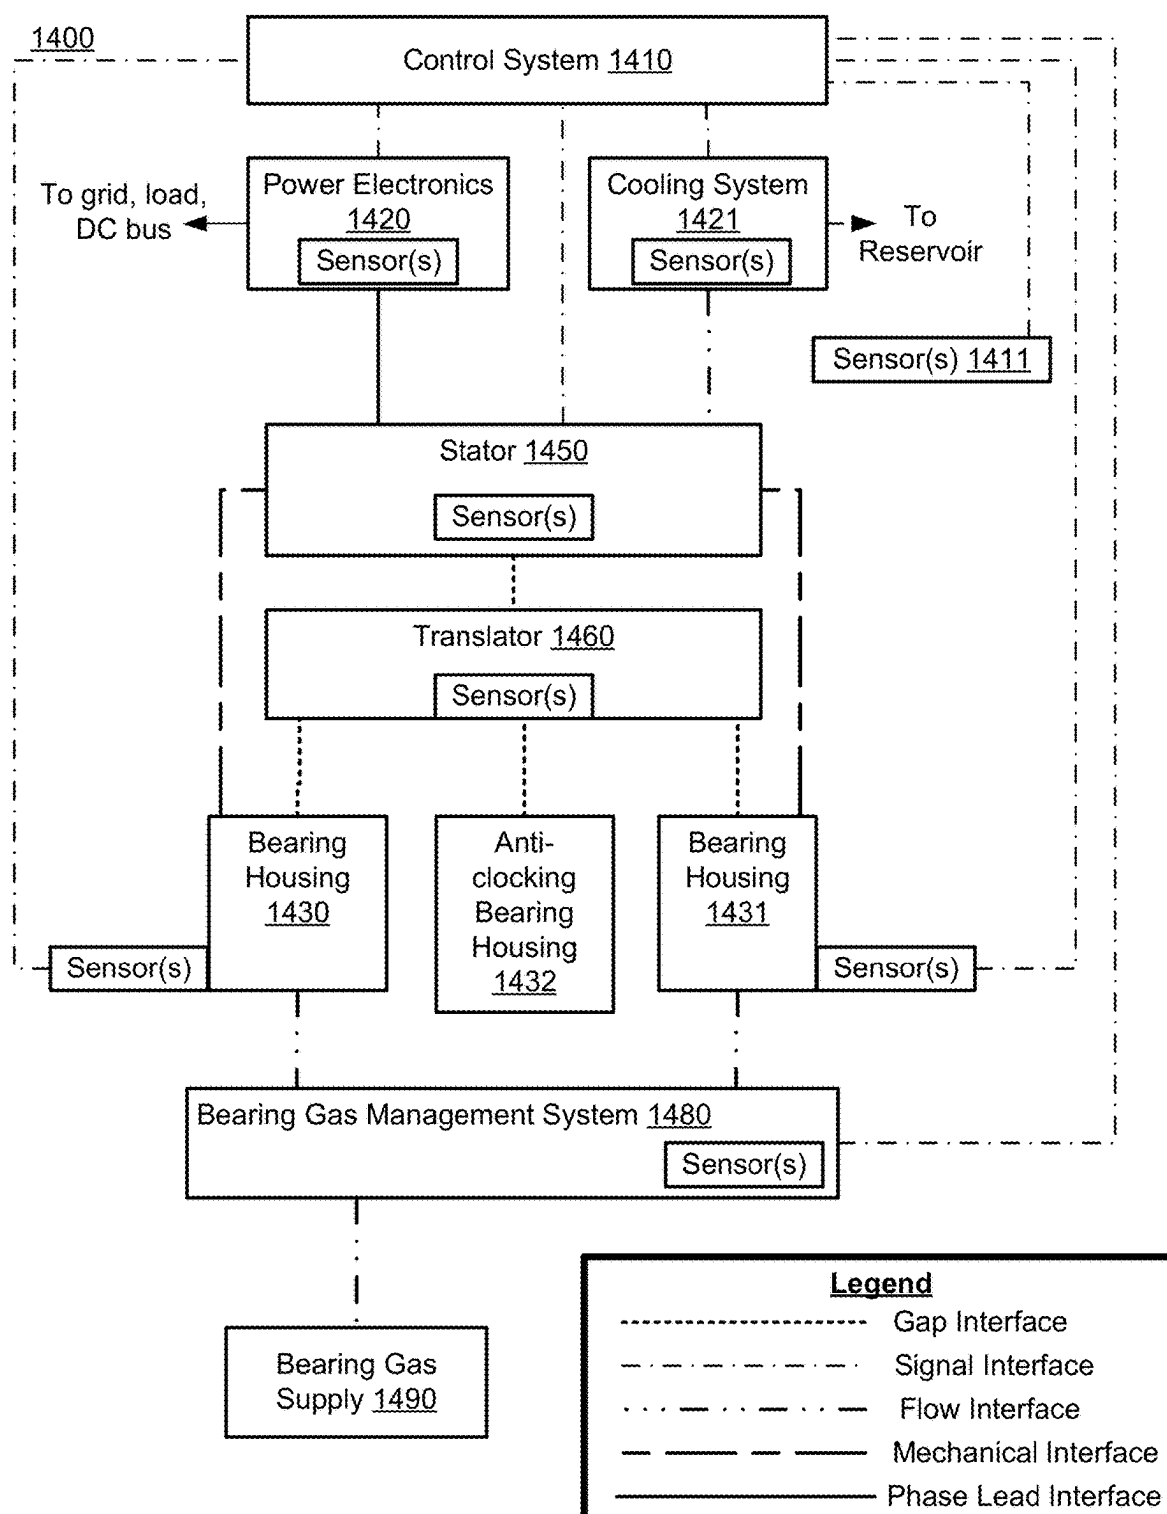 1400
Control System 1410
To grid, load,
DC bus
Power Electronics
1420
Sensor(s)
Cooling System
1421
Sensor(s)
To
Reservoir
Sensor(s) 1411
Stator 1450
Sensor(s)
Translator 1460
Sensor(s)
Bearing
Housing
1430
Sensor(s)
Anti-
clocking
Bearing
Housing
1432
Bearing
Housing
1431
Sensor(s)
Bearing Gas Management System 1480
Sensor(s)
Bearing Gas
Supply 1490
Legend
Gap Interface
Signal Interface
Flow Interface
Mechanical Interface
Phase Lead Interface